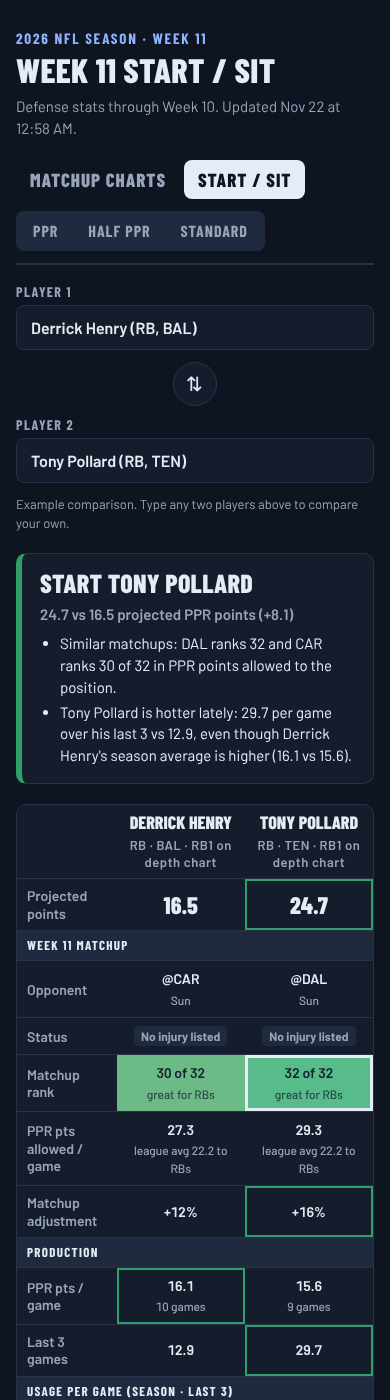 2026 NFL SEASON · WEEK 11
WEEK 11 START / SIT
Defense stats through Week 10. Updated Nov 22 at
12:58 AM.
MATCHUP CHARTS START / SIT
PPR HALF PPR STANDARD
PLAYER 1
Derrick Henry (RB, BAL)
⇅
PLAYER 2
Tony Pollard (RB, TEN)
Example comparison. Type any two players above to compare
your own.
START TONY POLLARD
24.7 vs 16.5 projected PPR points (+8.1)
• Similar matchups: DAL ranks 32 and CAR
ranks 30 of 32 in PPR points allowed to the
position.
• Tony Pollard is hotter lately: 29.7 per game
over his last 3 vs 12.9, even though Derrick
Henry's season average is higher (16.1 vs 15.6).
DERRICK HENRY TONY POLLARD
RB · BAL · RB1 on RB · TEN · RB1 on
depth chart depth chart
Projected
points 16.5 24.7
WEEK 11 MATCHUP
Opponent @CAR @DAL
Sun Sun
Status No injury listed No injury listed
Matchup
rank 30 of 32 32 of 32
great for RBs great for RBs
PPR pts
allowed /
game 27.3 29.3
league avg 22.2 to league avg 22.2 to
RBs RBs
Matchup
adjustment +12% +16%
PRODUCTION
PPR pts /
game 16.1 15.6
10 games 9 games
Last 3
games 12.9 29.7
USAGE PER GAME (SEASON · LAST 3)